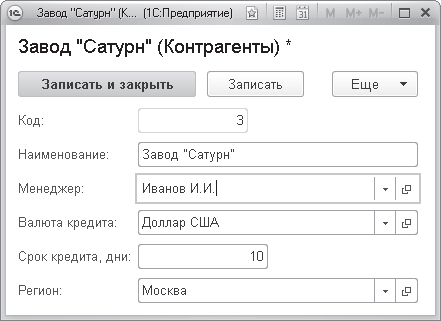 Завод "Сатурн" (К... (1С:Предприятие) 31 M M+ M-
Завод "Сатурн" (Контрагенты) *
Записать и закрыть Записать Еще
Код: 3
Наименование: Завод "Сатурн"
Менеджер: Иванов И.И.
Валюта кредита: Доллар США
Срок кредита, дни: 10
Регион: Москва